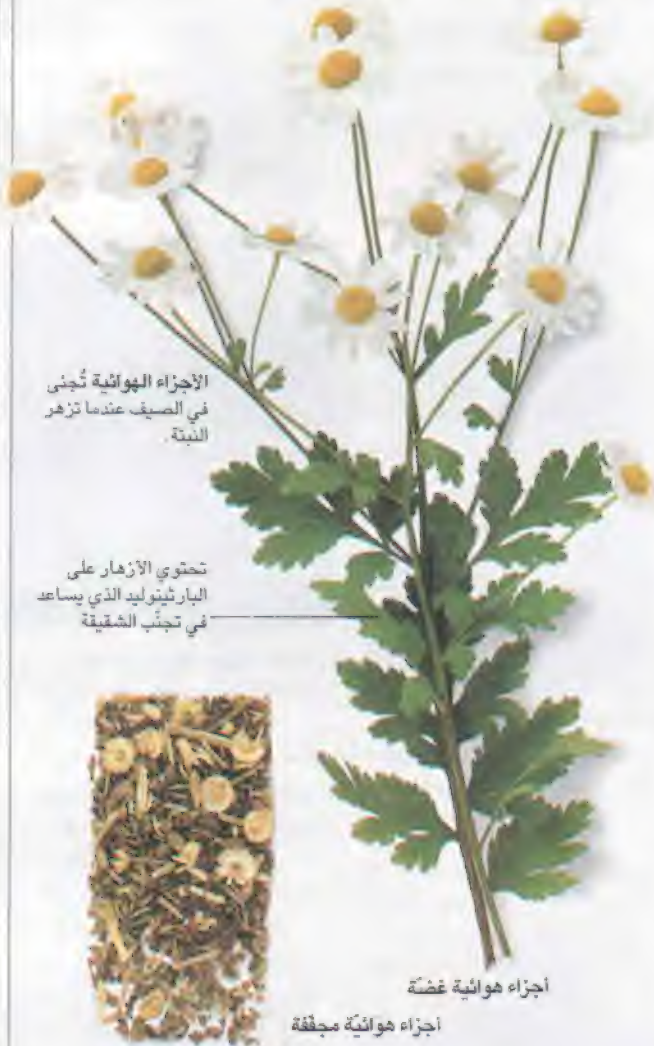 الأجزاء الهوائية تُجنى
في الصيف عندما تزهر
النبتة.
تحتوي الأزهار على
البارثينوليد الذي يساعد
في تجنّب الشقيقة
أجزاء هوائية غضّة
أجزاء هوائيّة مجفّفة